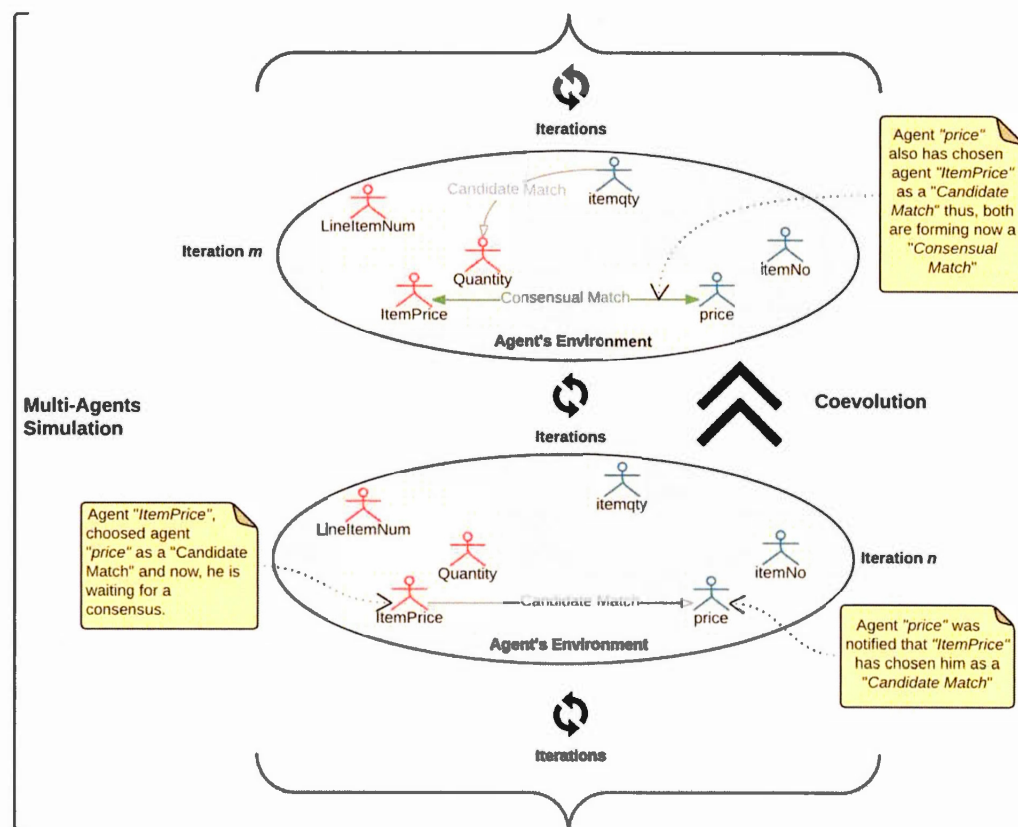 Iterations
Agent "price"
also has chosen
agent "ItemPrice"
as a "Candidate
Match" thus, both
are forming now a
"Consensual
Match"
Candidate Match
itemqty
LineItemNum
Iteration m
Quantity
itemNo
Consensual Match
ItemPrice
price
Agent's Environment
Multi-Agents
Simulation
Coevolution
Iterations
itemqty
LineItemNum
Agent "ItemPrice",
choosed agent
"price" as a "Candidate
Match" and now, he is
waiting for a
consensus.
Quantity
itemNo
Iteration n
Candidate Match
ItemPrice
price
Agent's Environment
Agent "price" was
notified that "ItemPrice"
has chosen him as a
"Candidate Match"
Iterations